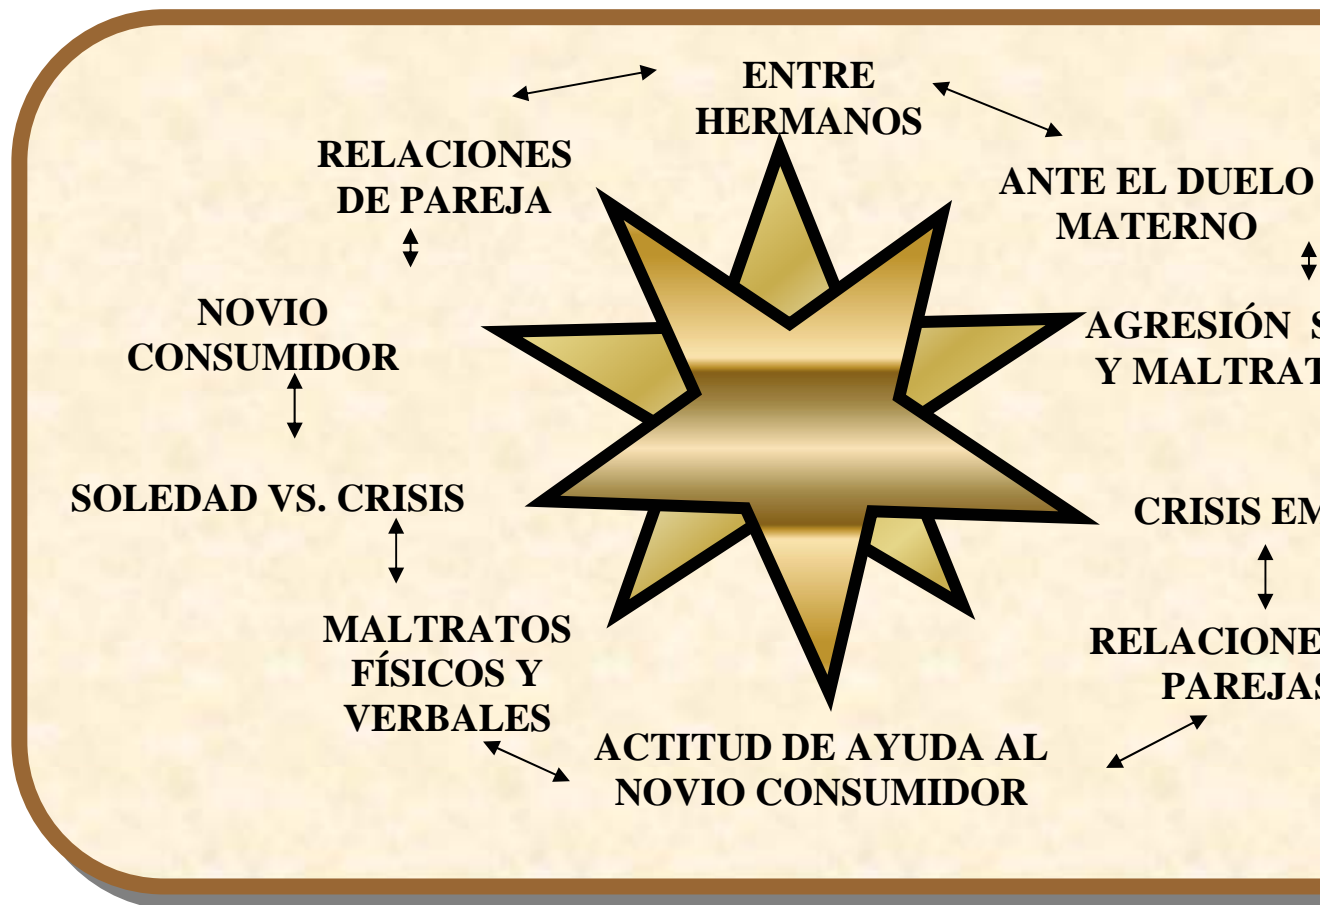 ENTRE
HERMANOS
RELACIONES
DE PAREJA
ANTE EL DUELO
MATERNO
NOVIO
CONSUMIDOR
AGRESIÓN
Y
SOLEDAD VS. CRISIS
CRISIS
MALTRATOS
FÍSICOS Y
VERBALES
ACTITUD DE AYUDA AL
NOVIO CONSUMIDOR